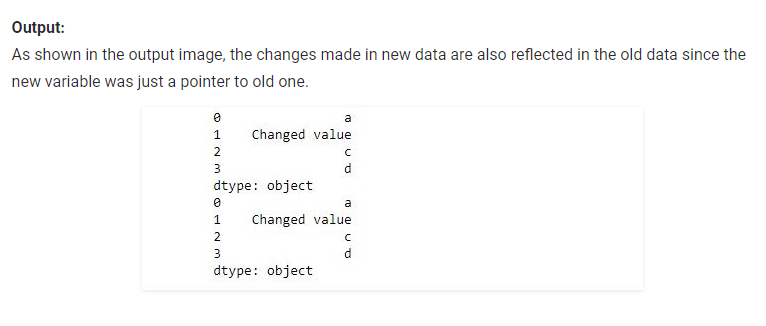 Output:
As shown in the output image, the changes made in new data are also reflected in the old data since the
new variable was just a pointer to old one.
0                a
1    Changed value
2                c
3                d
dtype: object
0                a
1    Changed value
2                c
3                d
dtype: object